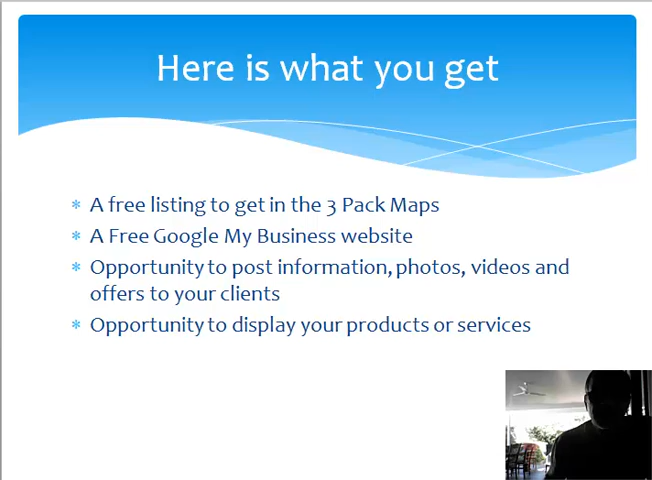 Here is what you get
A free listing to get in the 3 Pack Maps
A Free Google My Business website
Opportunity to post information, photos, videos and
offers to your clients
Opportunity to display your products or services